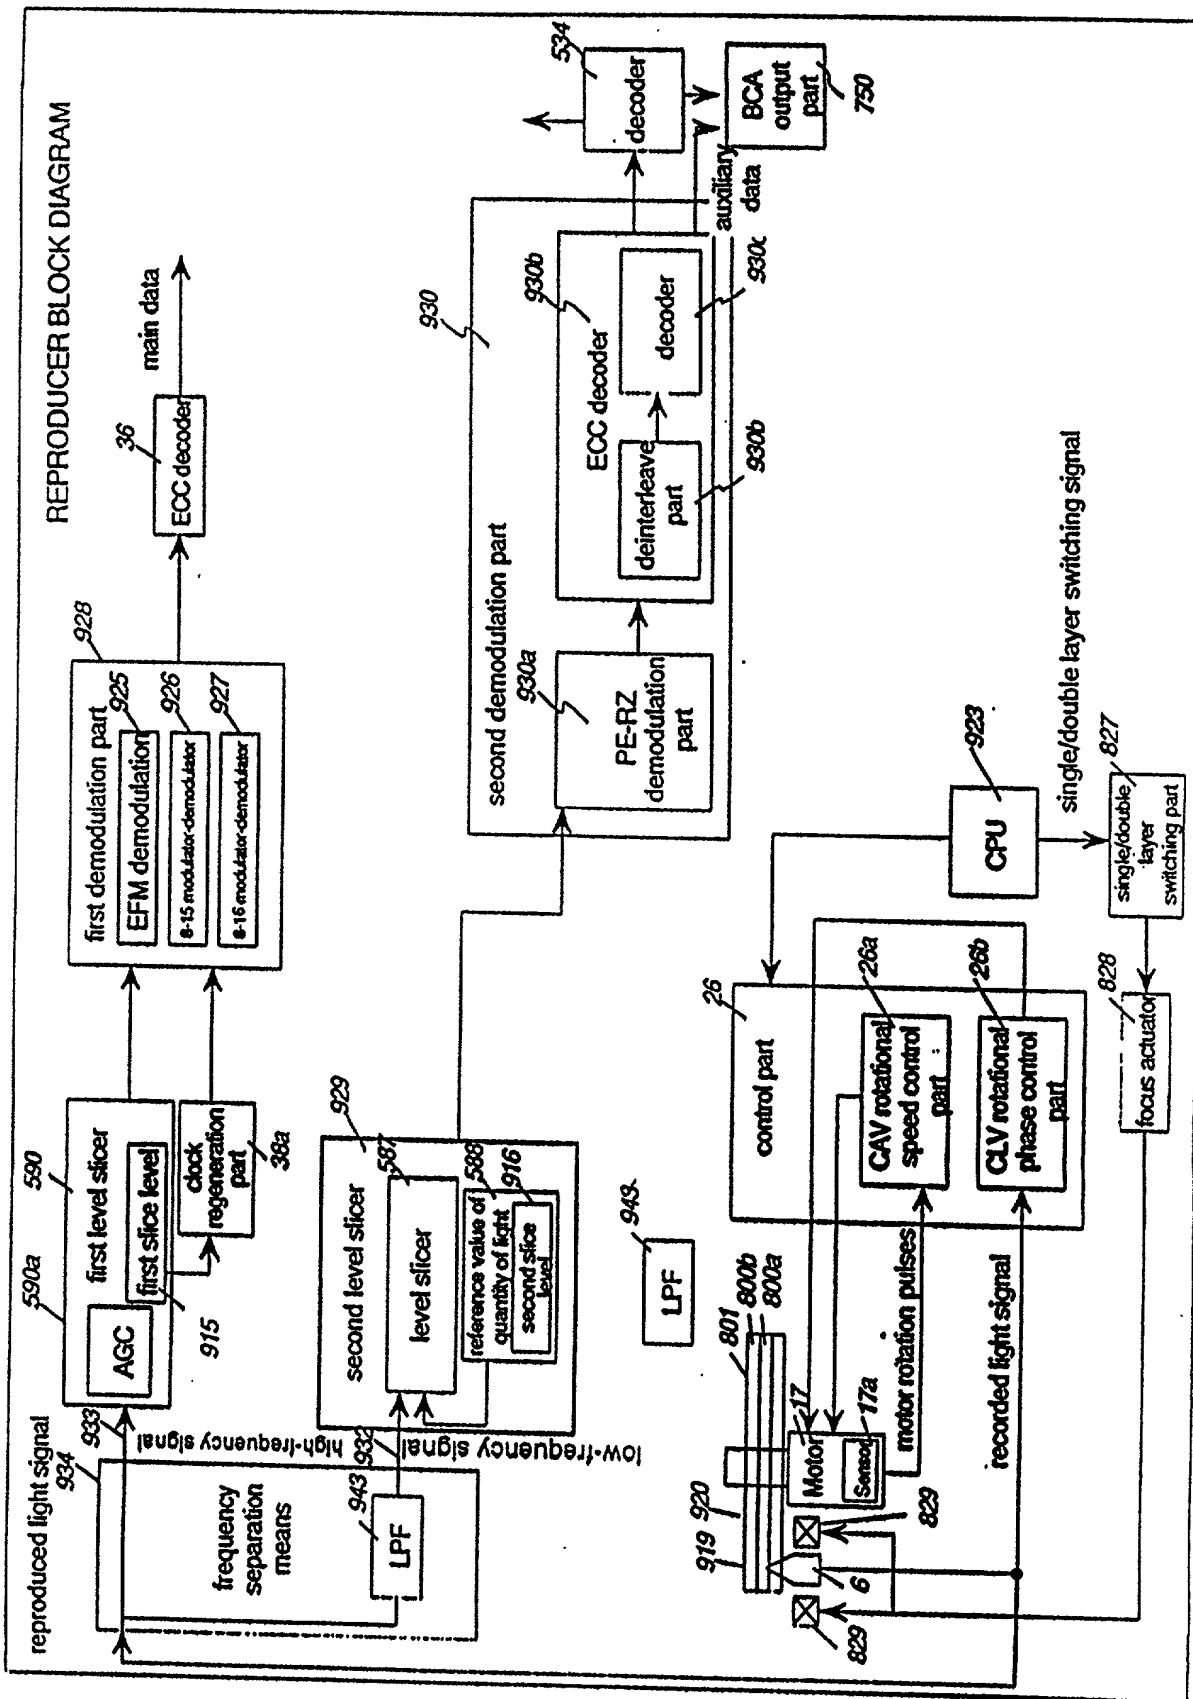 REPRODUCER BLOCK DIAGRAM
reproduced light signal
934
933
high-frequency signal
frequency
separation
means
943
LPF
932
low-frequency signal
590a
590
first level slicer
AGC
first slice level
915
clock
regeneration
part
38a
928
first demodulation part
925
EFM demodulation
926
8-15 modulator-demodulator
927
8-16 modulator-demodulator
36
ECC decoder
main data
929
second level slicer
587
level slicer
588
reference value of
quantity of light
916
second slice
level
930
second demodulation part
930a
PE-RZ
demodulation
part
930b
ECC decoder
deinterleave
part
930b
decoder
930c
534
decoder
auxiliary
data
BCA
output
part
750
943
LPF
919
920
801
800b
800a
829
6
829
Motor
17
Sensor
17a
motor rotation pulses
recorded light signal
26
control part
26a
CAV rotational
speed control
part
26b
CLV rotational
phase control
part
923
CPU
single/double layer switching signal
827
single/double
layer
switching part
828
focus actuator